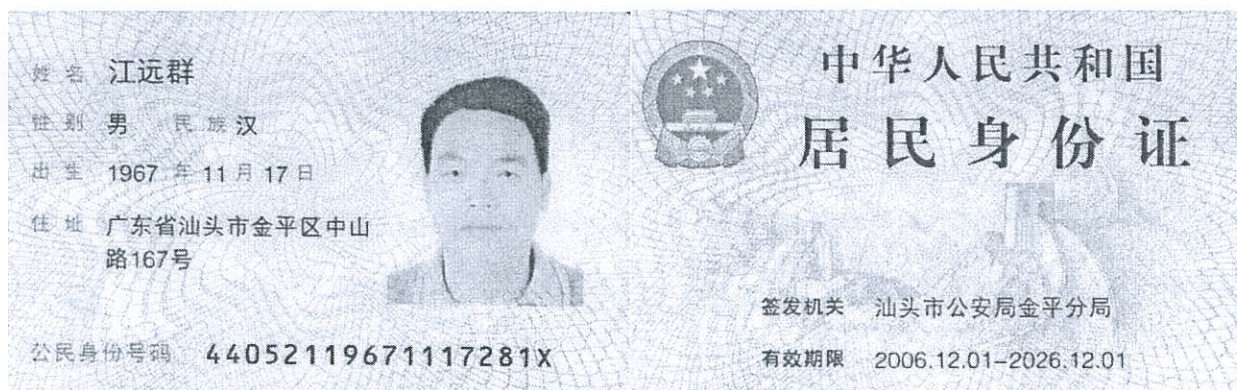 姓名 江远群
性别 男 民族 汉
出生 1967 年 11 月 17 日
住址 广东省汕头市金平区中山
路167号
公民身份号码 44052119671117281X
中华人民共和国
居民身份证
签发机关 汕头市公安局金平分局
有效期限 2006.12.01-2026.12.01